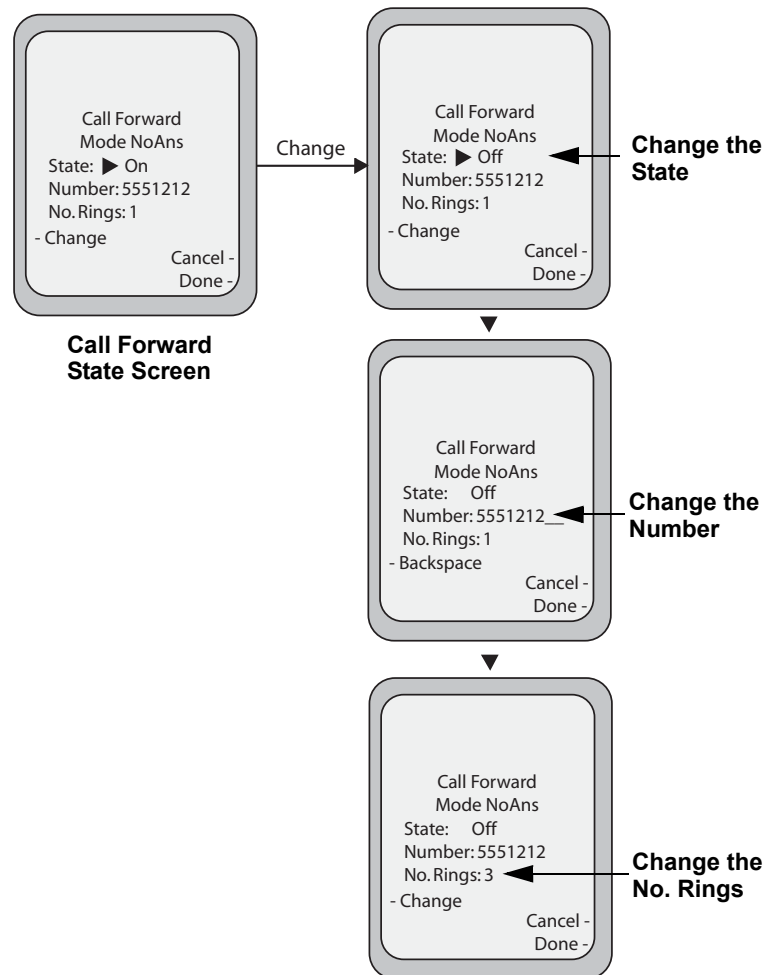 Call Forward
Mode NoAns
State: ▶ On
Number: 5551212
No. Rings: 1
- Change
Cancel -
Done -
Call Forward
State Screen
Change
Call Forward
Mode NoAns
State: ▶ Off
Number: 5551212
No. Rings: 1
- Change
Cancel -
Done -
Change the
State
Call Forward
Mode NoAns
State: Off
Number: 5551212__
No. Rings: 1
- Backspace
Cancel -
Done -
Change the
Number
Call Forward
Mode NoAns
State: Off
Number: 5551212
No. Rings: 3
- Change
Cancel -
Done -
Change the
No. Rings